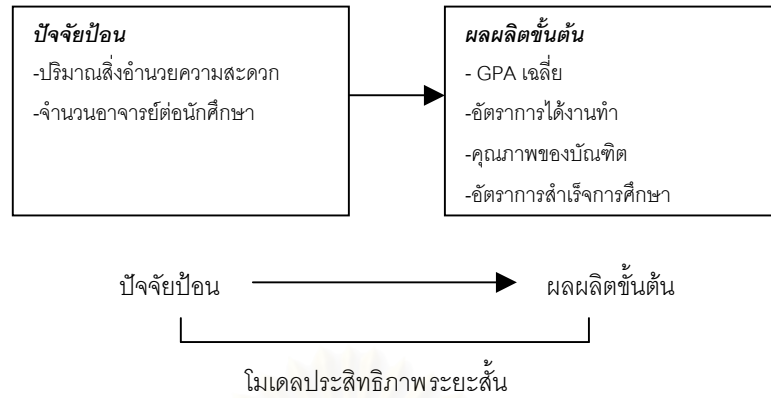 ปัจจัยป้อน
-ปริมาณสิ่งอำนวยความสะดวก
-จำนวนอาจารย์ต่อนักศึกษา
ผลผลิตขั้นต้น
- GPA เฉลี่ย
-อัตราการได้งานทำ
-คุณภาพของบัณฑิต
-อัตราการสำเร็จการศึกษา
ปัจจัยป้อน ผลผลิตขั้นต้น
โมเดลประสิทธิภาพระยะสั้น